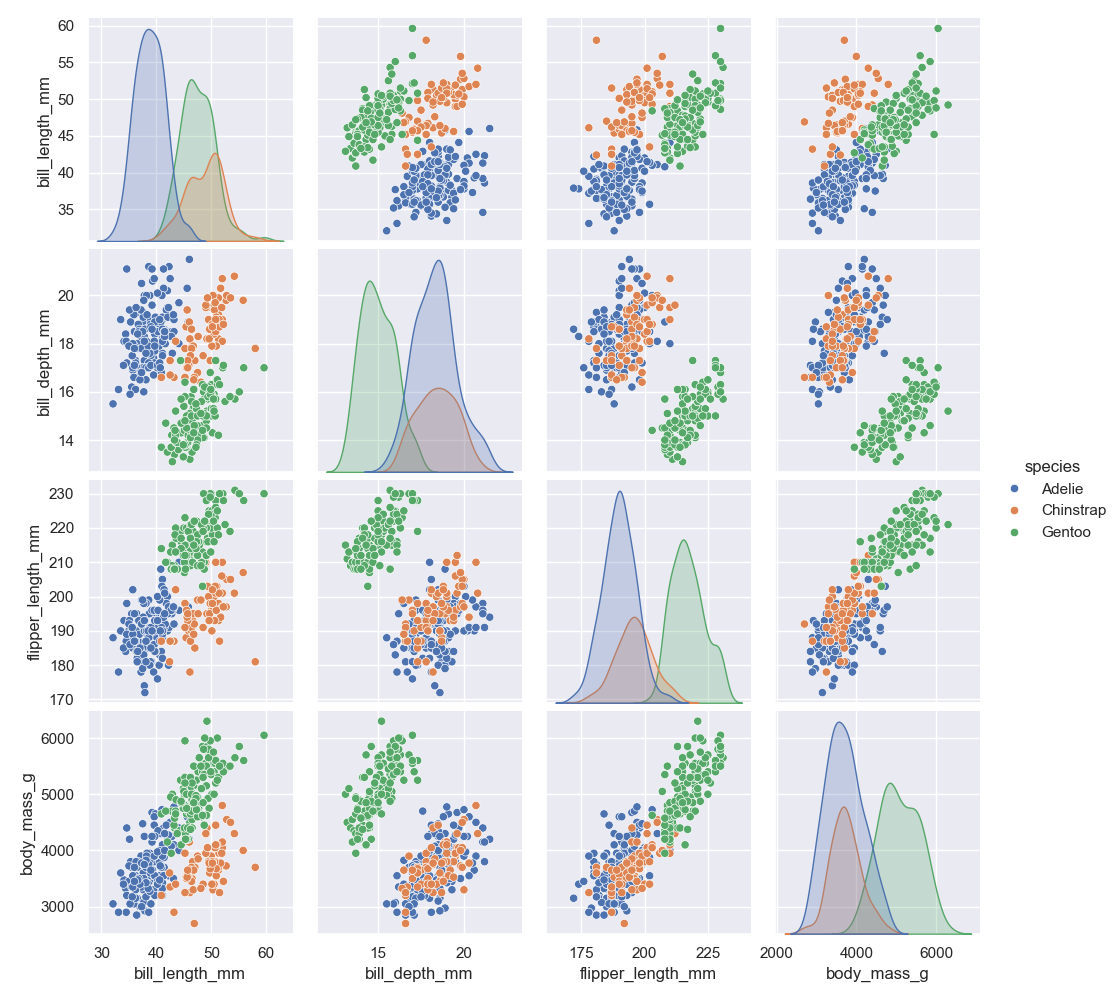 60
55
50
45
40
35
bill_length_mm
20
18
16
14
bill_depth_mm
230
220
210
200
190
180
170
flipper_length_mm
species
Adelie
Chinstrap
Gentoo
6000
5000
4000
3000
body_mass_g
30 40 50 60 15 20 175 200 225 2000 4000 6000
bill_length_mm bill_depth_mm flipper_length_mm body_mass_g